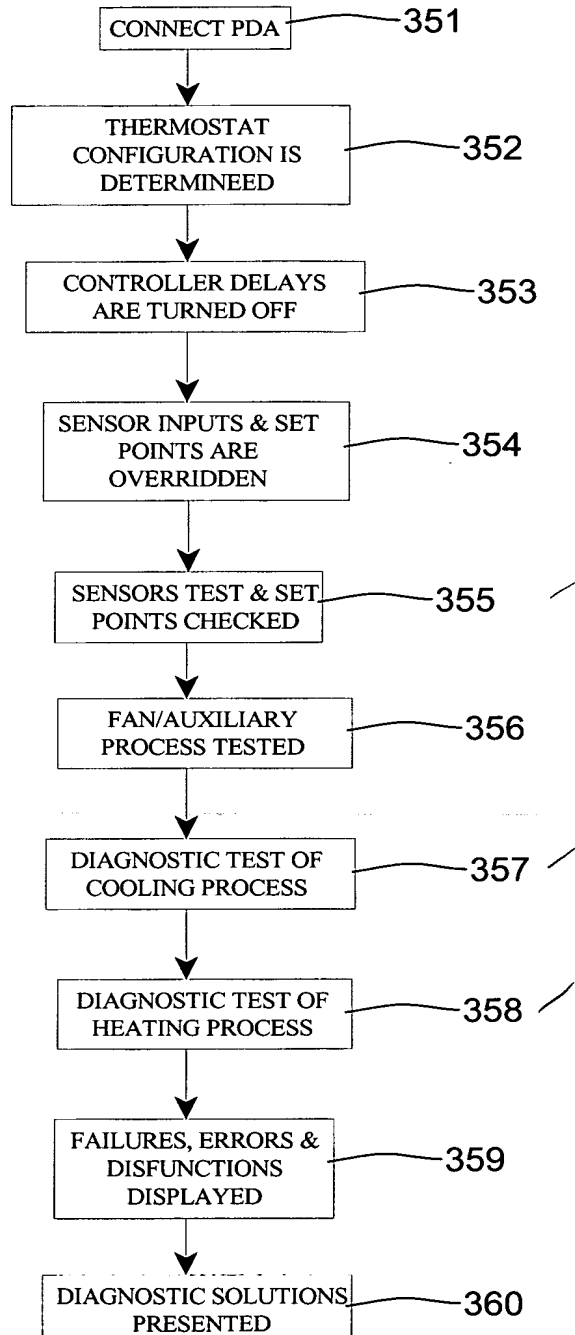 CONNECT PDA
351
THERMOSTAT
CONFIGURATION IS
DETERMINEED
352
CONTROLLER DELAYS
ARE TURNED OFF
353
SENSOR INPUTS & SET
POINTS ARE
OVERRIDDEN
354
SENSORS TEST & SET
POINTS CHECKED
355
FAN/AUXILIARY
PROCESS TESTED
356
DIAGNOSTIC TEST OF
COOLING PROCESS
357
DIAGNOSTIC TEST OF
HEATING PROCESS
358
FAILURES, ERRORS &
DISFUNCTIONS
DISPLAYED
359
DIAGNOSTIC SOLUTIONS
PRESENTED
360